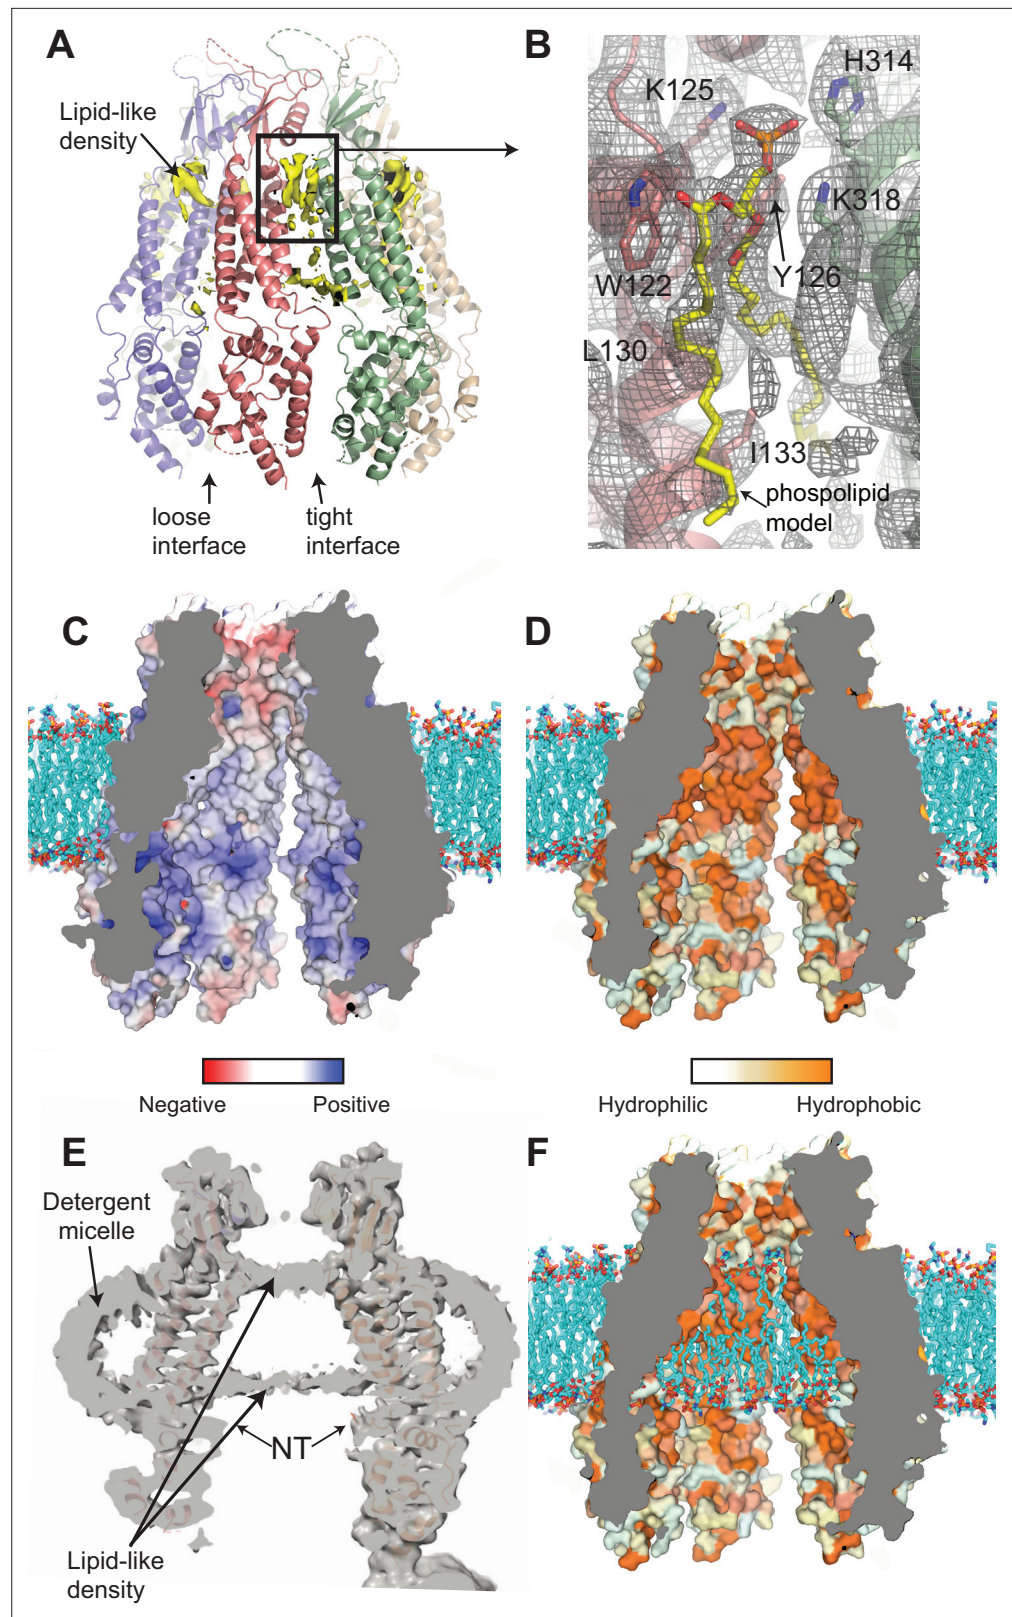 A
Lipid-like
density
loose
interface
tight
interface
B
H314
K125
K318
W122
Y126
L130
I133
phospolipid
model
C
D
Negative
Positive
Hydrophilic
Hydrophobic
E
Detergent
micelle
NT
Lipid-like
density
F